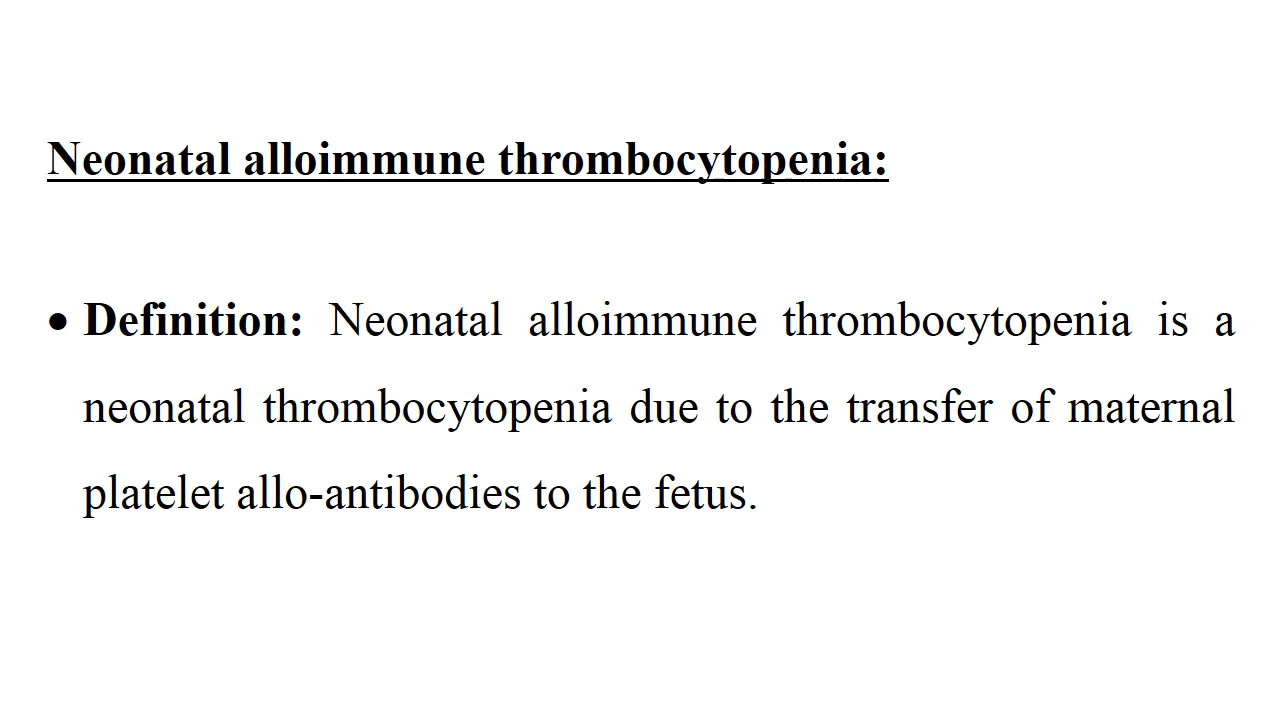 Neonatal alloimmune thrombocytopenia:
• Definition: Neonatal alloimmune thrombocytopenia is a
neonatal thrombocytopenia due to the transfer of maternal
platelet allo-antibodies to the fetus.